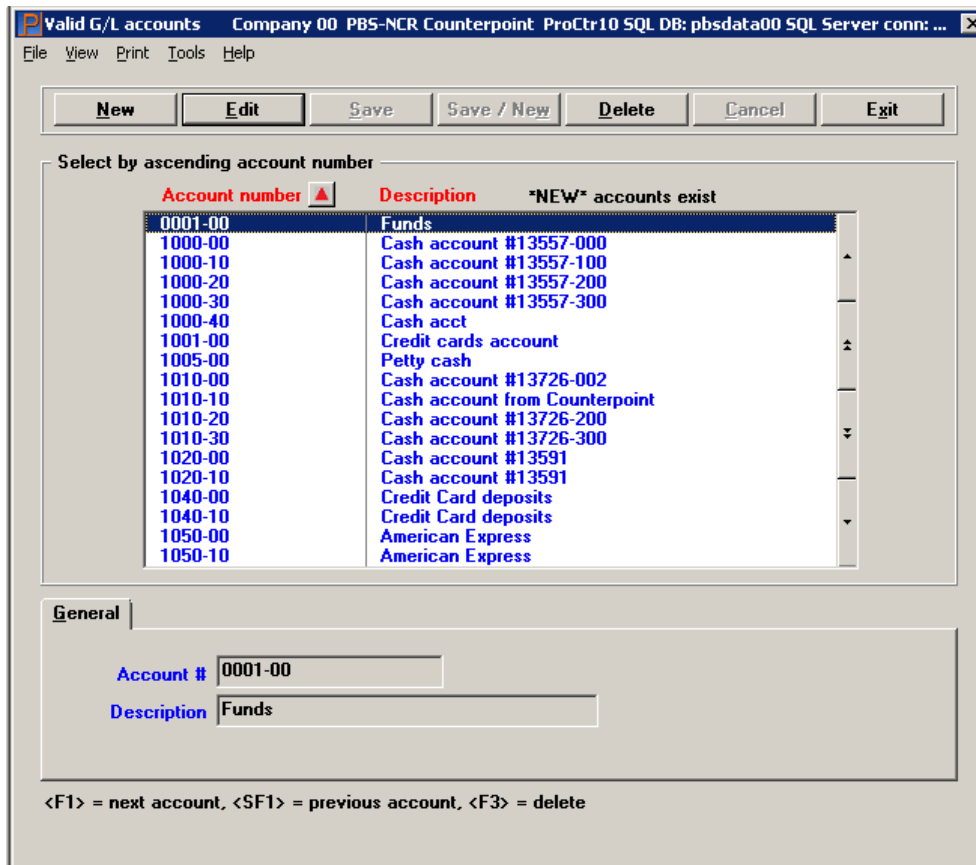 Valid G/L accounts Company 00 PBS-NCR Counterpoint ProCtr10 SQL DB: pbsdata00 SQL Server conn: ...
File View Print Tools Help
New Edit Save Save / New Delete Cancel Exit
Select by ascending account number
Account number Description *NEW* accounts exist
0001-00 Funds
1000-00 Cash account #13557-000
1000-10 Cash account #13557-100
1000-20 Cash account #13557-200
1000-30 Cash account #13557-300
1000-40 Cash acct
1001-00 Credit cards account
1005-00 Petty cash
1010-00 Cash account #13726-002
1010-10 Cash account from Counterpoint
1010-20 Cash account #13726-200
1010-30 Cash account #13726-300
1020-00 Cash account #13591
1020-10 Cash account #13591
1040-00 Credit Card deposits
1040-10 Credit Card deposits
1050-00 American Express
1050-10 American Express
General
Account # 0001-00
Description Funds
<F1> = next account, <SF1> = previous account, <F3> = delete